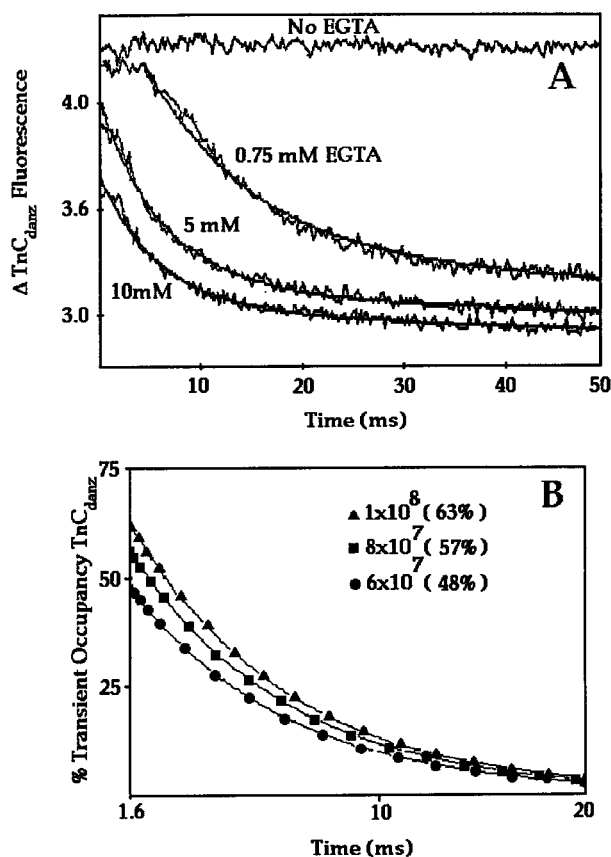 No EGTA
A
4.0
0.75 mM EGTA
3.6
5 mM
10mM
3.0
Δ TnCdanz Fluorescence
10 20 30 40 50
Time (ms)
B
75
▲ 1x10^8 (63%)
■ 8x10^7 (57%)
● 6x10^7 (48%)
50
25
% Transient Occupancy TnCdanz
1.6 10 20
Time (ms)